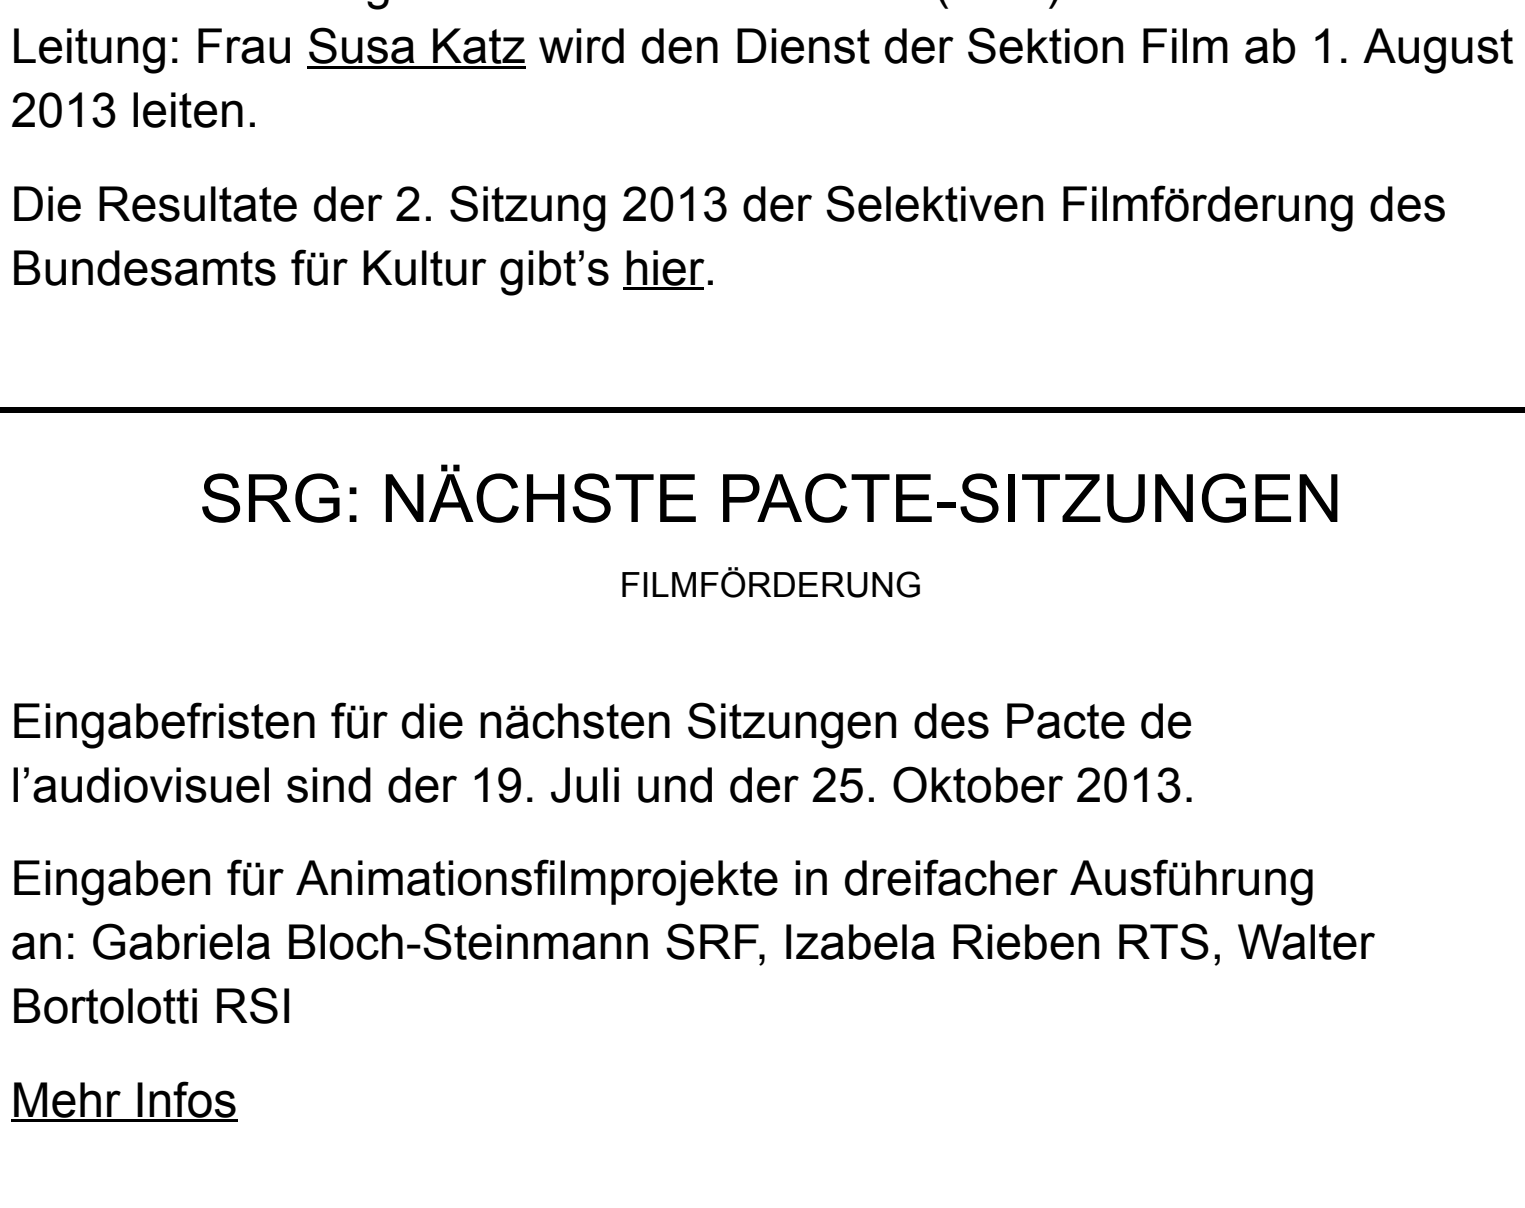 Leitung: Frau Susa Katz wird den Dienst der Sektion Film ab 1. August
2013 leiten.
Die Resultate der 2. Sitzung 2013 der Selektiven Filmförderung des
Bundesamts für Kultur gibt’s hier.
SRG: NÄCHSTE PACTE-SITZUNGEN
FILMFÖRDERUNG
Eingabefristen für die nächsten Sitzungen des Pacte de
l’audiovisuel sind der 19. Juli und der 25. Oktober 2013.
Eingaben für Animationsfilmprojekte in dreifacher Ausführung
an: Gabriela Bloch-Steinmann SRF, Izabela Rieben RTS, Walter
Bortolotti RSI
Mehr Infos